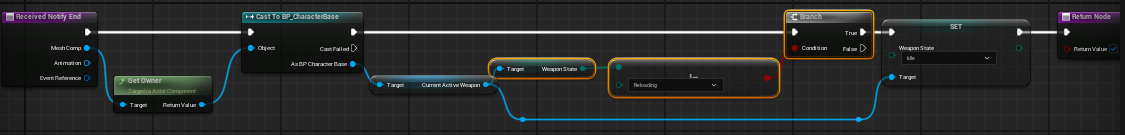 Received Notify End
Mesh Comp
Animation
Event Reference
f Get Owner
Target is Actor Component
Target
Return Value
Cast To BP_CharacterBase
Object
Cast Failed
As BP Character Base
Target
Current Active Weapon
Target
Weapon State
Reloading
Branch
Condition
True
False
SET
Weapon State
Idle
Target
Return Node
Return Value